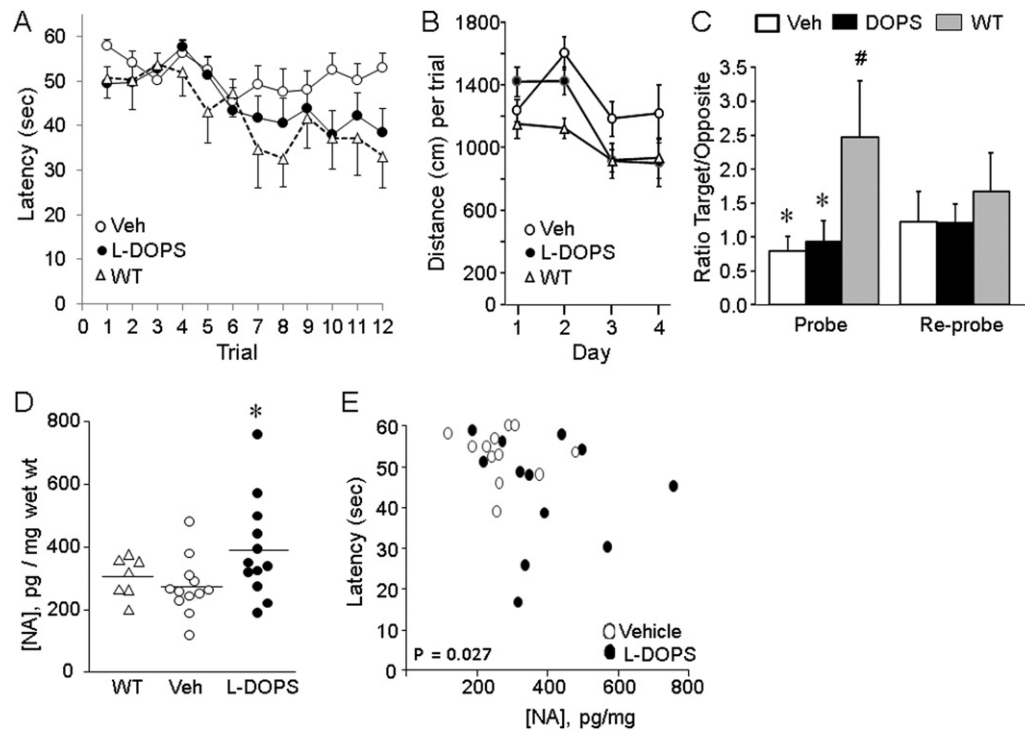 A
Latency (sec)
60
50
40
30
20
10
0
Veh
L-DOPS
WT
0 1 2 3 4 5 6 7 8 9 10 11 12
Trial
B
Distance (cm) per trial
1800
1400
1200
1000
800
600
400
200
0
Veh
L-DOPS
WT
1 2 3 4
Day
C
Veh DOPS WT
Ratio Target/Opposite
3.5
3.0
2.5
2.0
1.5
1.0
0.5
0.0
* * #
Probe Re-probe
D
[NA], pg / mg wet wt
800
600
400
200
0
*
WT Veh L-DOPS
E
Latency (sec)
60
50
40
30
20
10
0
Vehicle
L-DOPS
P = 0.027
200 400 600 800
[NA], pg/mg